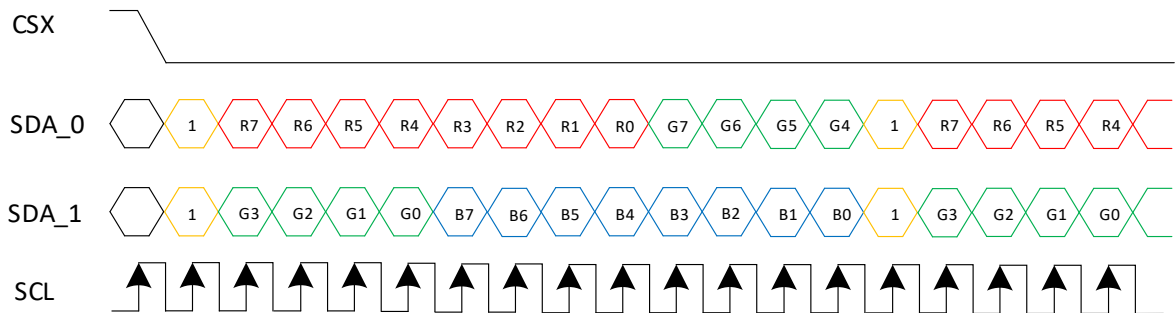 CSX
SDA_0 1 R7 R6 R5 R4 R3 R2 R1 R0 G7 G6 G5 G4 1 R7 R6 R5 R4
SDA_1 1 G3 G2 G1 G0 B7 B6 B5 B4 B3 B2 B1 B0 1 G3 G2 G1 G0
SCL